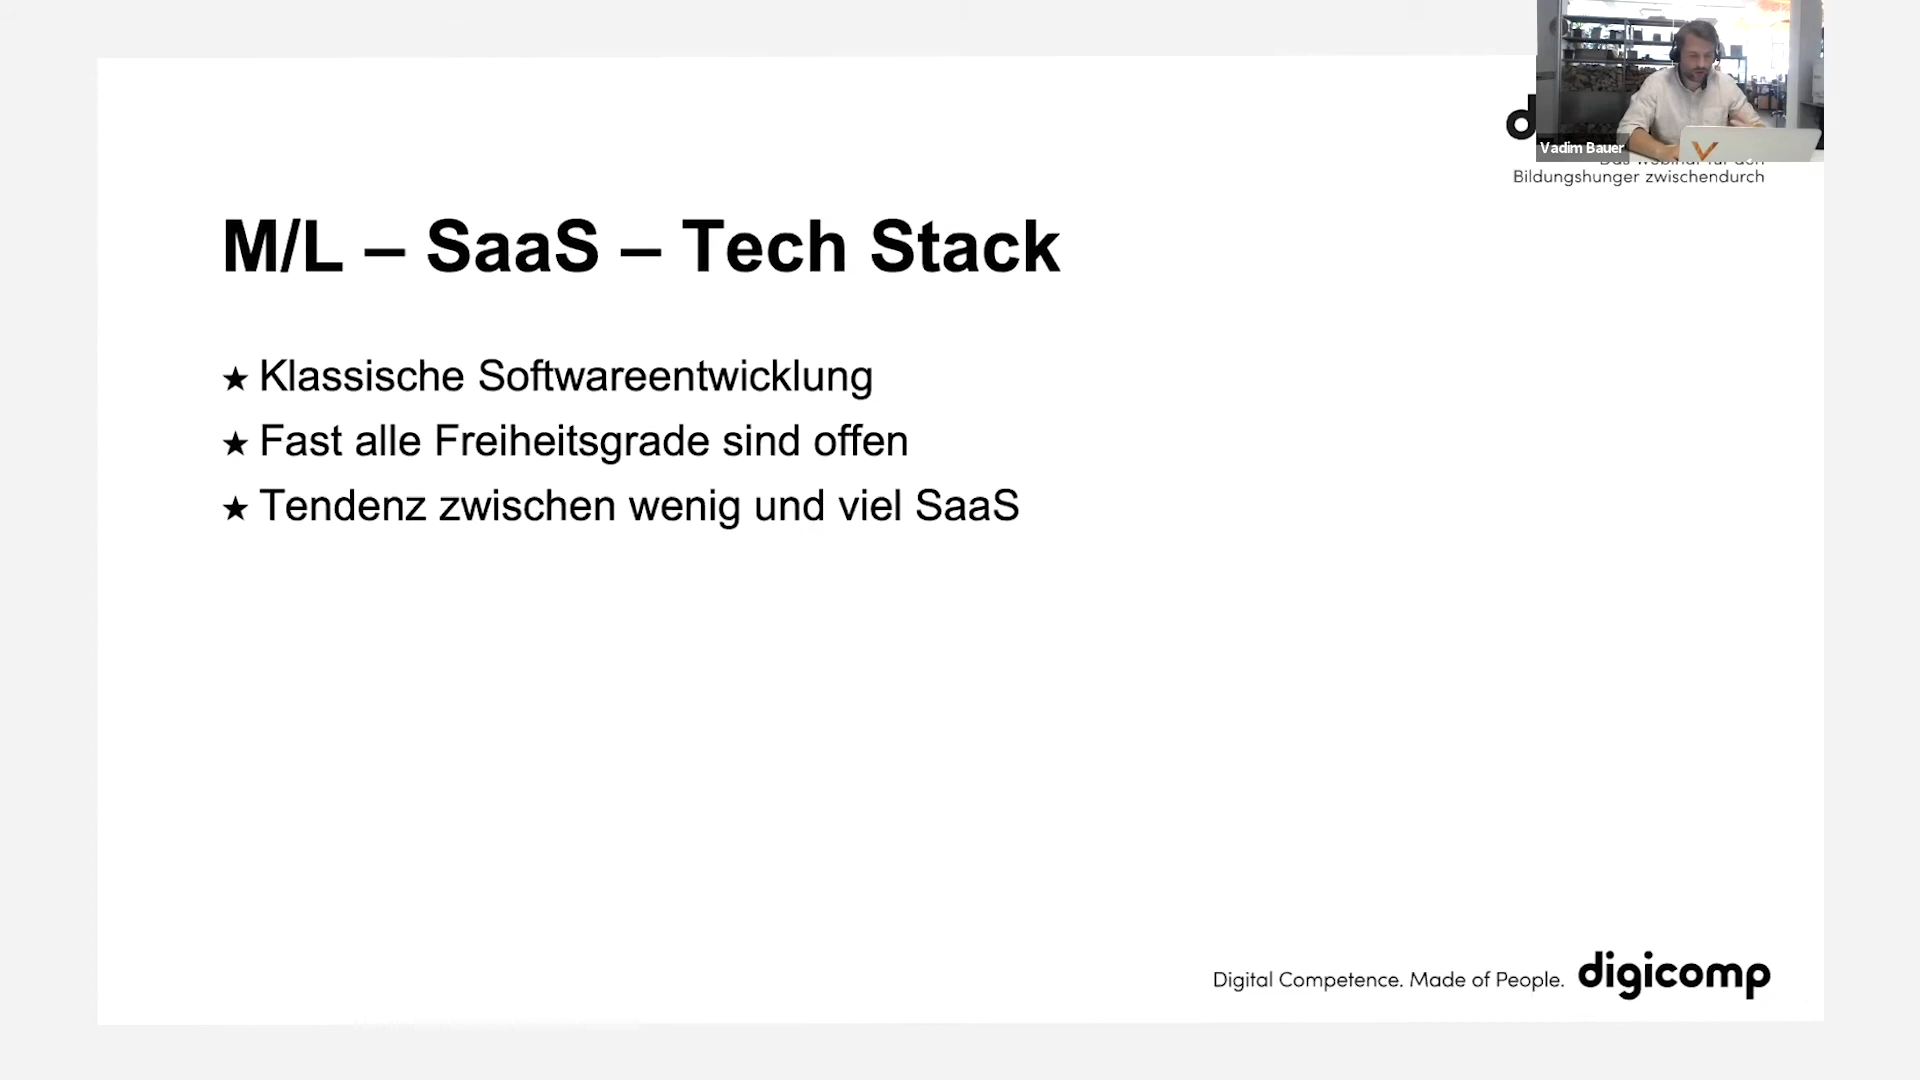 Vadim Bauer
Bildungshunger zwischendurch
M/L – SaaS – Tech Stack
★ Klassische Softwareentwicklung
★ Fast alle Freiheitsgrade sind offen
★ Tendenz zwischen wenig und viel SaaS
Digital Competence. Made of People. digicomp